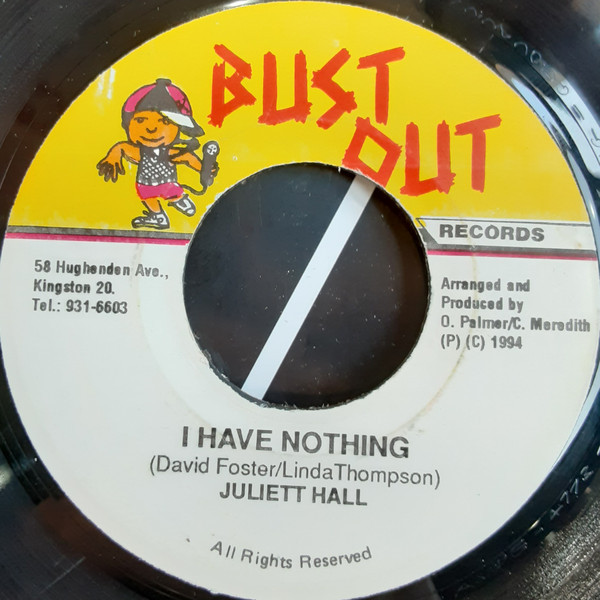 BUST
OUT
RECORDS
58 Hughenden Ave.,
Kingston 20.
Tel.: 931-6603
Arranged and
Produced by
O. Palmer/C. Meredith
(P) (C) 1994
I HAVE NOTHING
(David Foster/LindaThompson)
JULIETT HALL
All Rights Reserved